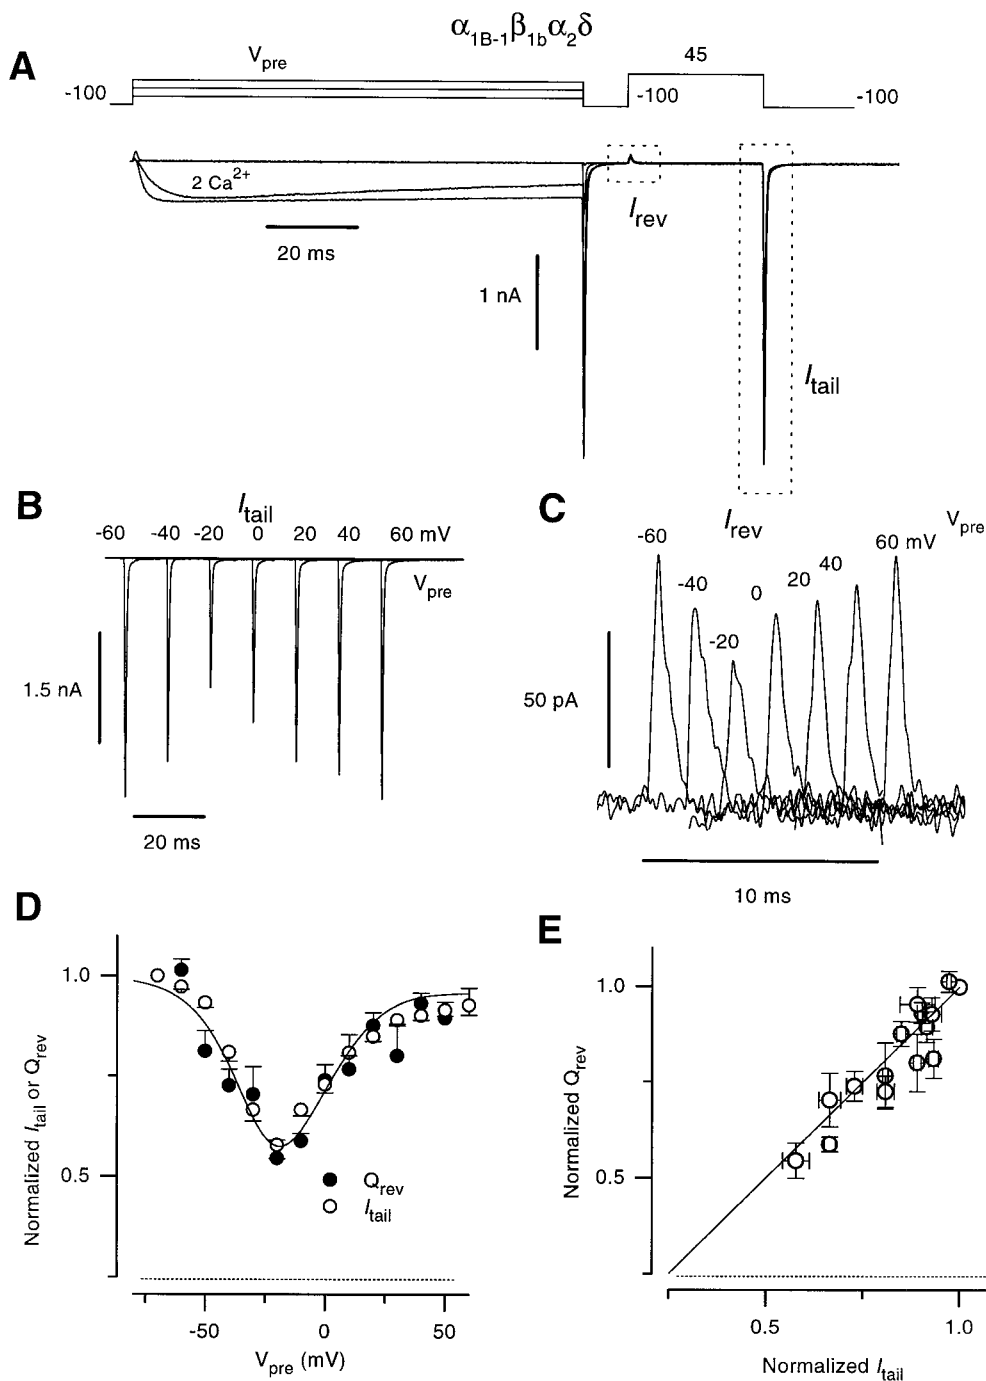 α1B-1β1bα2δ
A
Vpre
45
-100
-100
-100
2 Ca2+
Irev
20 ms
1 nA
Itail
B
Itail
-60 -40 -20 0 20 40 60 mV
Vpre
1.5 nA
20 ms
C
Irev
Vpre
-60
-40
-20
0
20
40
60 mV
50 pA
10 ms
D
Normalized Itail or Qrev
1.0
0.5
Qrev
Itail
-50 0 50
Vpre (mV)
E
Normalized Qrev
1.0
0.5
0.5 1.0
Normalized Itail